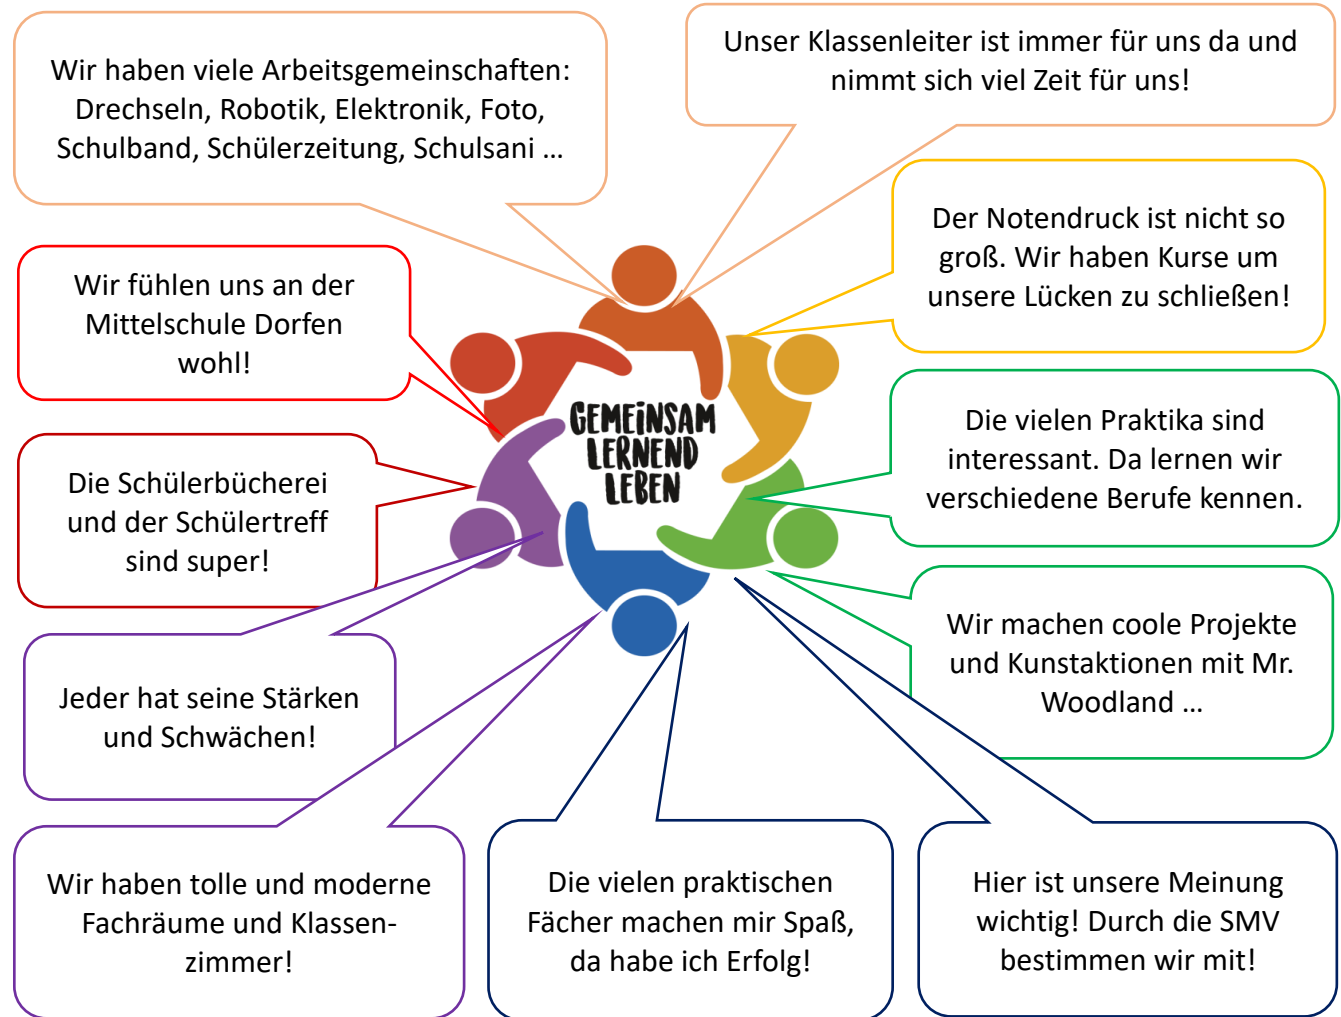 Wir haben viele Arbeitsgemeinschaften:
Drechseln, Robotik, Elektronik, Foto,
Schulband, Schülerzeitung, Schulsani ...
Unser Klassenleiter ist immer für uns da und
nimmt sich viel Zeit für uns!
Der Notendruck ist nicht so
groß. Wir haben Kurse um
unsere Lücken zu schließen!
Wir fühlen uns an der
Mittelschule Dorfen
wohl!
GEMEiNSAM
LERNEND
LEBEN
Die vielen Praktika sind
interessant. Da lernen wir
verschiedene Berufe kennen.
Die Schülerbücherei
und der Schülertreff
sind super!
Wir machen coole Projekte
und Kunstaktionen mit Mr.
Woodland ...
Jeder hat seine Stärken
und Schwächen!
Wir haben tolle und moderne
Fachräume und Klassen-
zimmer!
Die vielen praktischen
Fächer machen mir Spaß,
da habe ich Erfolg!
Hier ist unsere Meinung
wichtig! Durch die SMV
bestimmen wir mit!